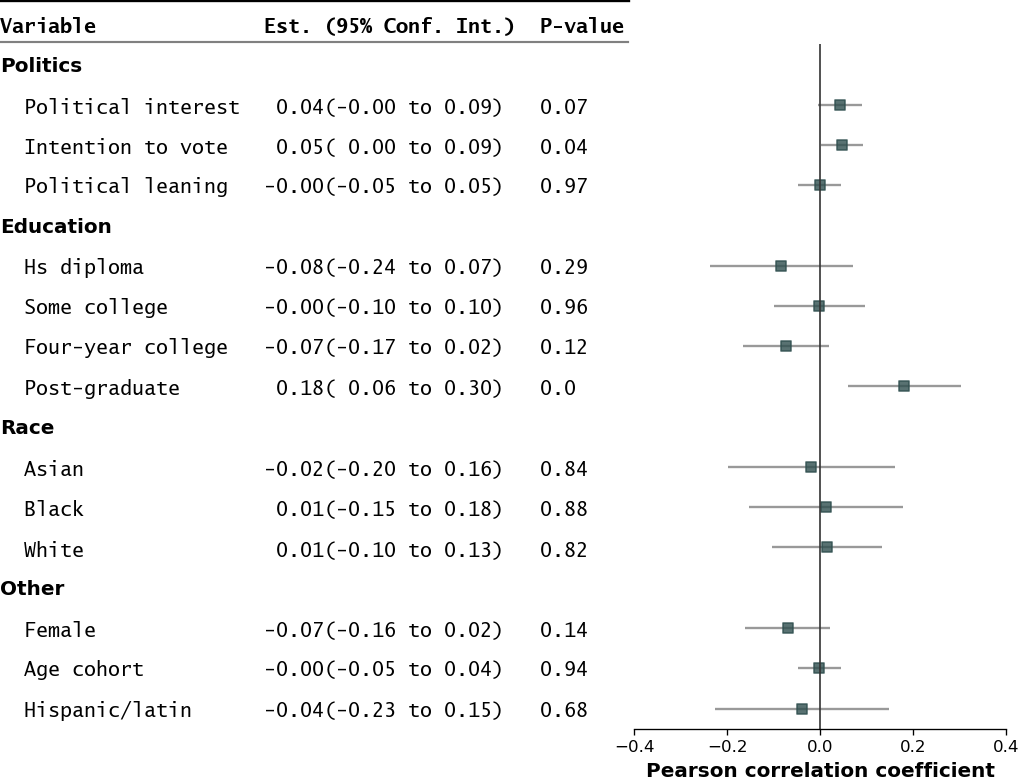 Variable Est. (95% Conf. Int.) P-value
Politics
Political interest 0.04(-0.00 to 0.09) 0.07
Intention to vote 0.05( 0.00 to 0.09) 0.04
Political leaning -0.00(-0.05 to 0.05) 0.97
Education
Hs diploma -0.08(-0.24 to 0.07) 0.29
Some college -0.00(-0.10 to 0.10) 0.96
Four-year college -0.07(-0.17 to 0.02) 0.12
Post-graduate 0.18( 0.06 to 0.30) 0.0
Race
Asian -0.02(-0.20 to 0.16) 0.84
Black 0.01(-0.15 to 0.18) 0.88
White 0.01(-0.10 to 0.13) 0.82
Other
Female -0.07(-0.16 to 0.02) 0.14
Age cohort -0.00(-0.05 to 0.04) 0.94
Hispanic/latin -0.04(-0.23 to 0.15) 0.68
−0.4 −0.2 0.0 0.2 0.4
Pearson correlation coefficient